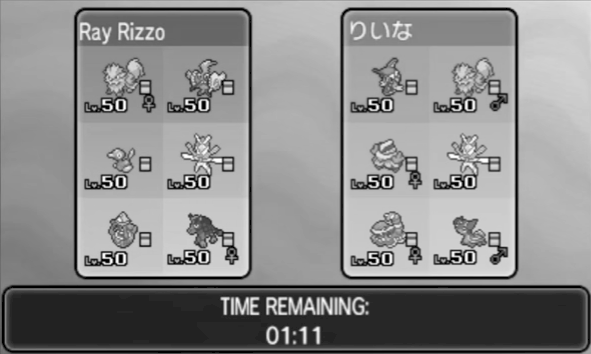 Ray Rizzo
Lv.50 ♀ Lv.50
Lv.50 Lv.50
Lv.50 Lv.50 ♀
りいな
Lv.50 Lv.50 ♂
Lv.50 ♀ Lv.50
Lv.50 ♀ Lv.50 ♂
TIME REMAINING:
01:11